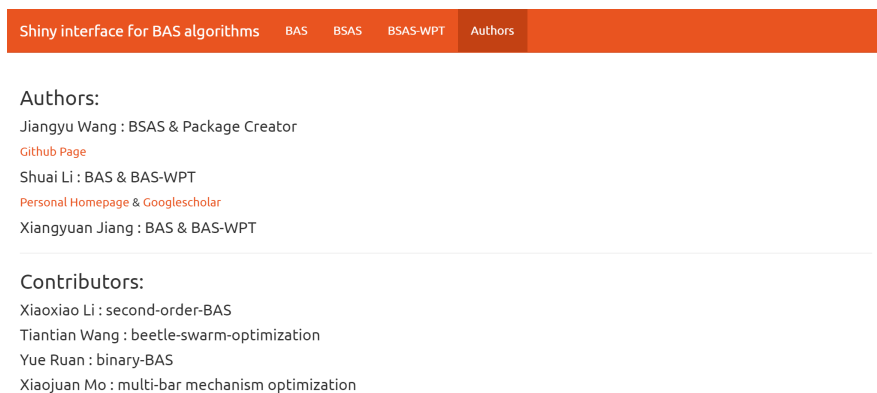 Shiny interface for BAS algorithms BAS BSAS BSAS-WPT Authors
Authors:
Jiangyu Wang : BSAS & Package Creator
Github Page
Shuai Li : BAS & BAS-WPT
Personal Homepage & Googlescholar
Xiangyuan Jiang : BAS & BAS-WPT
Contributors:
Xiaoxiao Li : second-order-BAS
Tiantian Wang : beetle-swarm-optimization
Yue Ruan : binary-BAS
Xiaojuan Mo : multi-bar mechanism optimization